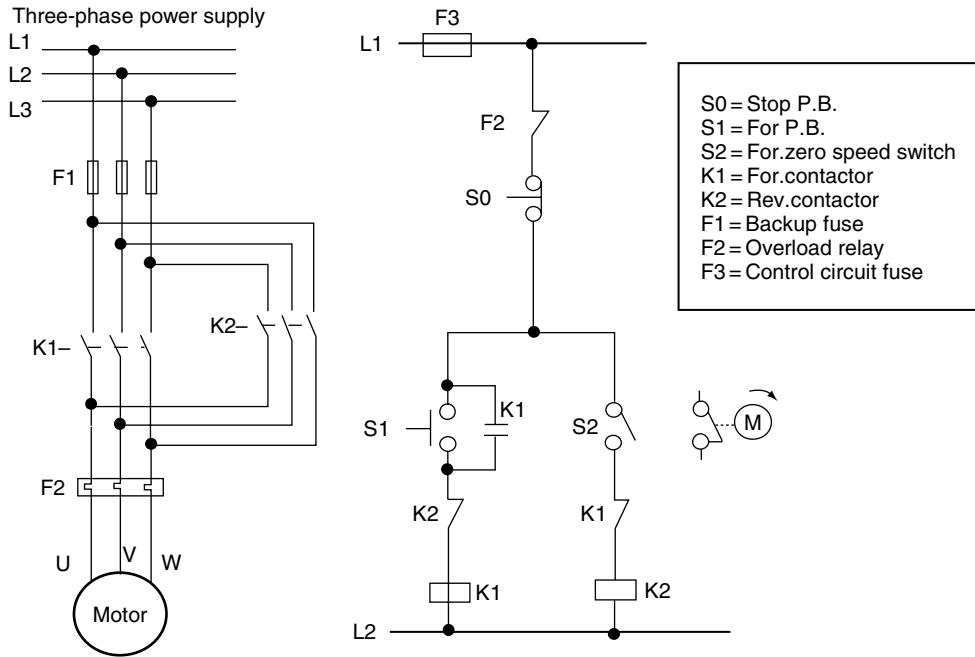 Three-phase power supply
L1
L2
L3
F1
K1–
K2–
F2
U V W
Motor
L1
F3
F2
S0
S1
K1
S2
M
K2
K1
K1
K2
L2
S0 = Stop P.B.
S1 = For P.B.
S2 = For.zero speed switch
K1 = For.contactor
K2 = Rev.contactor
F1 = Backup fuse
F2 = Overload relay
F3 = Control circuit fuse